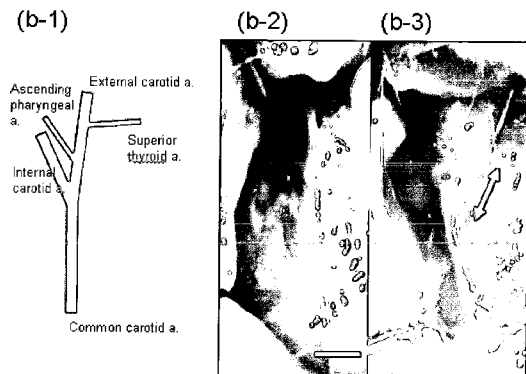 (b-1)
(b-2)
(b-3)
Ascending
pharyngeal
a.
External carotid a.
Superior
thyroid a.
Internal
carotid a.
Common carotid a.